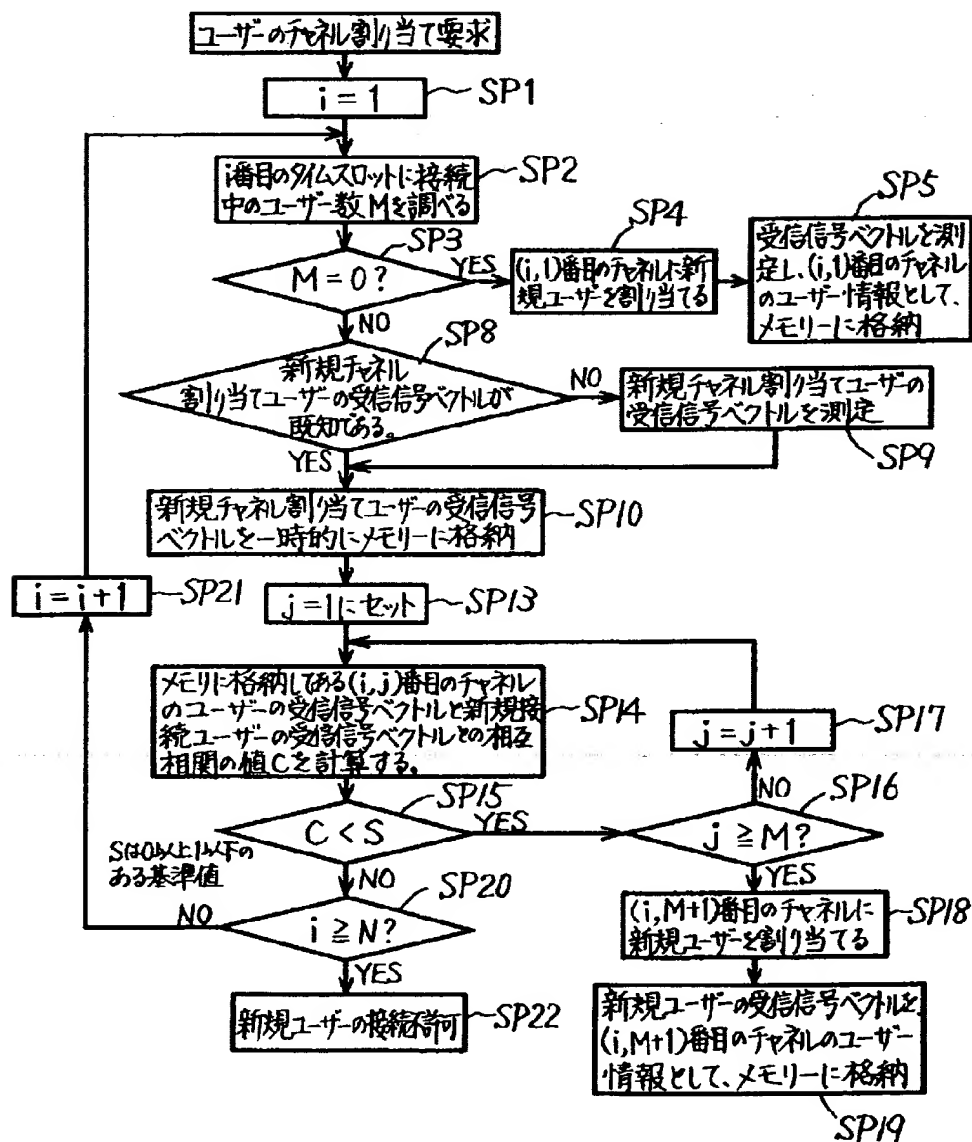 ユーザーのチャネル割り当て要求
i=1
SP1
i番目のタイムスロットに接続
中のユーザー数Mを調べる
SP2
SP3
M=0?
YES
NO
SP4
(i,1)番目のチャネルに新
規ユーザーを割り当てる
SP5
受信信号ベクトルを測
定し、(i,1)番目のチャネル
のユーザー情報として、
メモリーに格納
SP8
新規チャネル
割り当てユーザーの受信信号ベクトルが
既知である。
NO
YES
新規チャネル割り当てユーザーの
受信信号ベクトルを測定
SP9
新規チャネル割り当てユーザーの受信信号
ベクトルを一時的にメモリーに格納
SP10
i=i+1
SP21
j=1にセット
SP13
メモリに格納してある(i,j)番目のチャネル
のユーザーの受信信号ベクトルと新規接
続ユーザーの受信信号ベクトルとの相互
相関の値Cを計算する。
SP14
j=j+1
SP17
SP15
C<S
YES
NO
Sは0以上1以下の
ある基準値
SP16
j≧M?
NO
YES
SP20
i≧N?
NO
YES
(i,M+1)番目のチャネルに
新規ユーザーを割り当てる
SP18
新規ユーザーの接続不許可
SP22
新規ユーザーの受信信号ベクトルを、
(i,M+1)番目のチャネルのユーザー
情報として、メモリーに格納
SP19